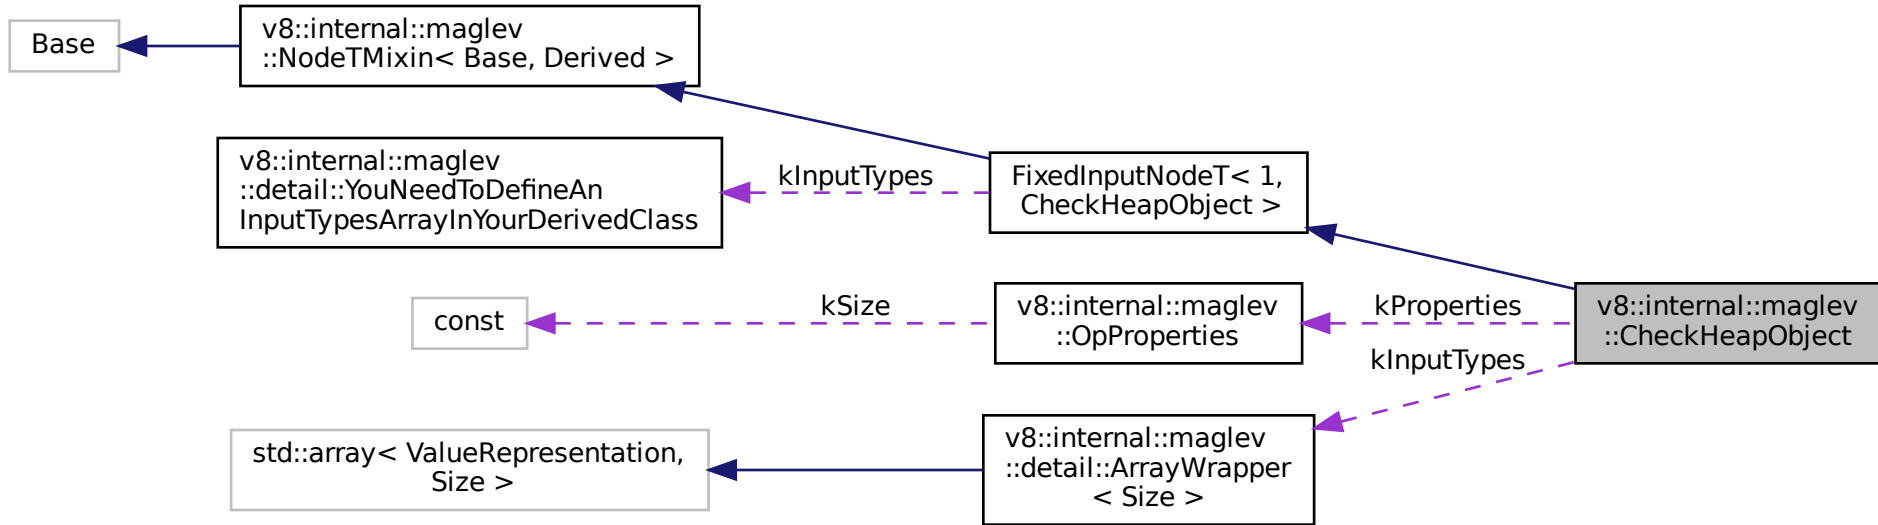 Base
v8::internal::maglev
::NodeTMixin< Base, Derived >
v8::internal::maglev
::detail::YouNeedToDefineAn
InputTypesArrayInYourDerivedClass
kInputTypes
FixedInputNodeT< 1,
CheckHeapObject >
const
kSize
v8::internal::maglev
::OpProperties
kProperties
v8::internal::maglev
::CheckHeapObject
kInputTypes
std::array< ValueRepresentation,
Size >
v8::internal::maglev
::detail::ArrayWrapper
< Size >